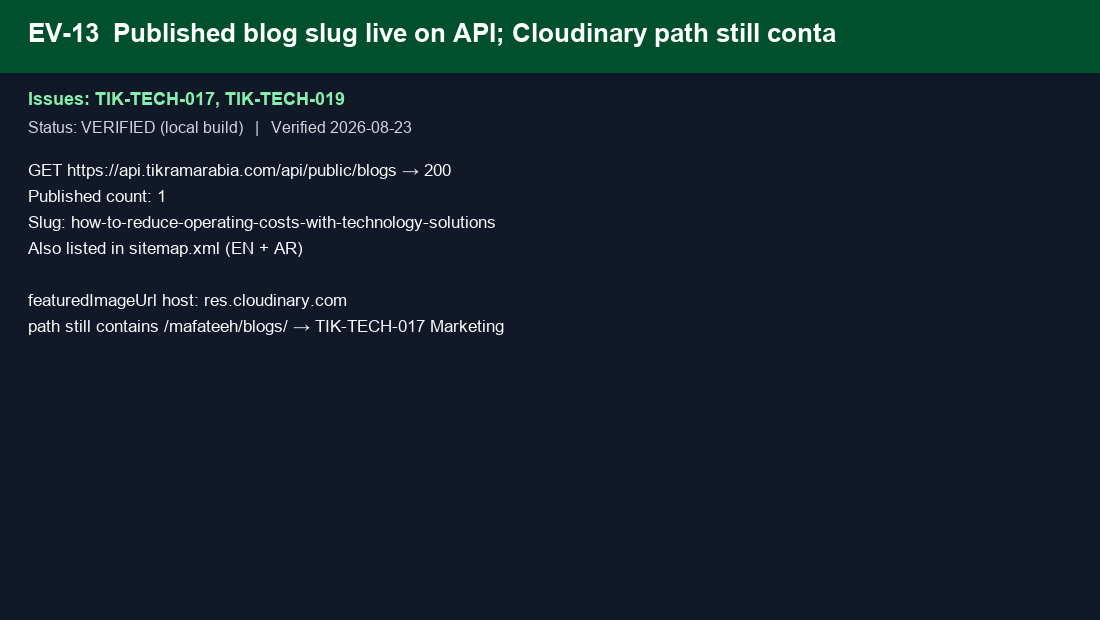 EV-13 Published blog slug live on API; Cloudinary path still conta
Issues: TIK-TECH-017, TIK-TECH-019
Status: VERIFIED (local build) | Verified 2026-08-23
GET https://api.tikramarabia.com/api/public/blogs → 200
Published count: 1
Slug: how-to-reduce-operating-costs-with-technology-solutions
Also listed in sitemap.xml (EN + AR)
featuredImageUrl host: res.cloudinary.com
path still contains /mafateeh/blogs/ → TIK-TECH-017 Marketing